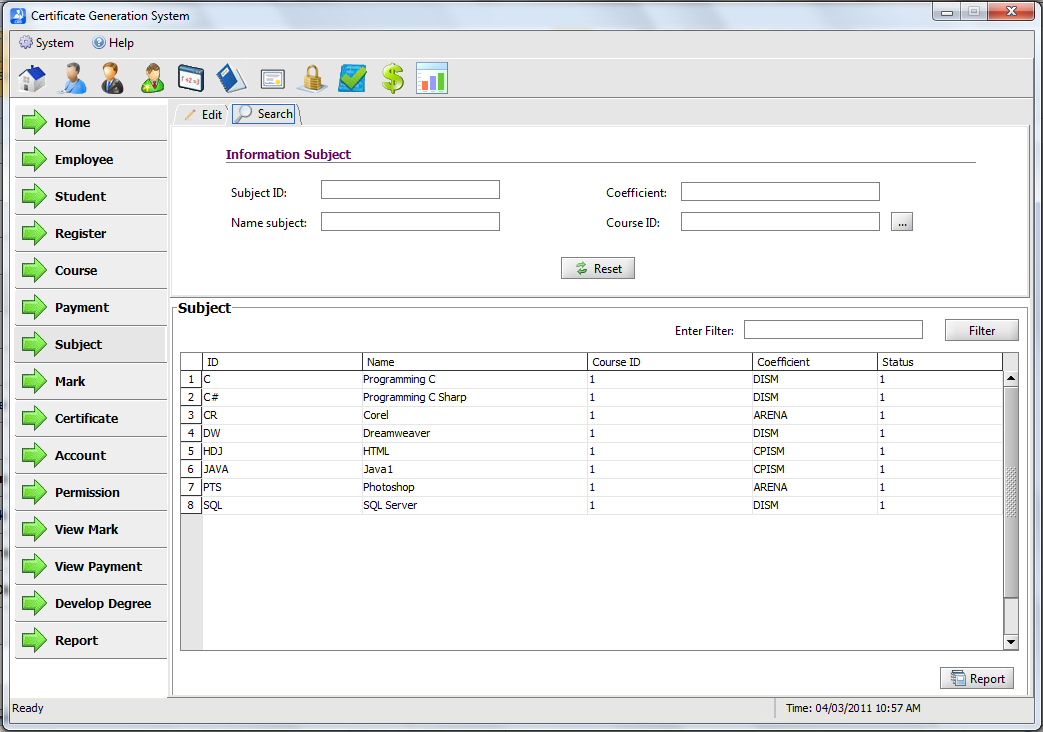 Certificate Generation System
System Help
Home
Employee
Student
Register
Course
Payment
Subject
Mark
Certificate
Account
Permission
View Mark
View Payment
Develop Degree
Report
Edit Search
Information Subject
Subject ID: Coefficient:
Name subject: Course ID: ...
Reset
Subject
Enter Filter: Filter
ID Name Course ID Coefficient Status
1 C Programming C 1 DISM 1
2 C# Programming C Sharp 1 DISM 1
3 CR Corel 1 ARENA 1
4 DW Dreamweaver 1 DISM 1
5 HDJ HTML 1 CPISM 1
6 JAVA Java1 1 CPISM 1
7 PTS Photoshop 1 ARENA 1
8 SQL SQL Server 1 DISM 1
Report
Ready Time: 04/03/2011 10:57 AM